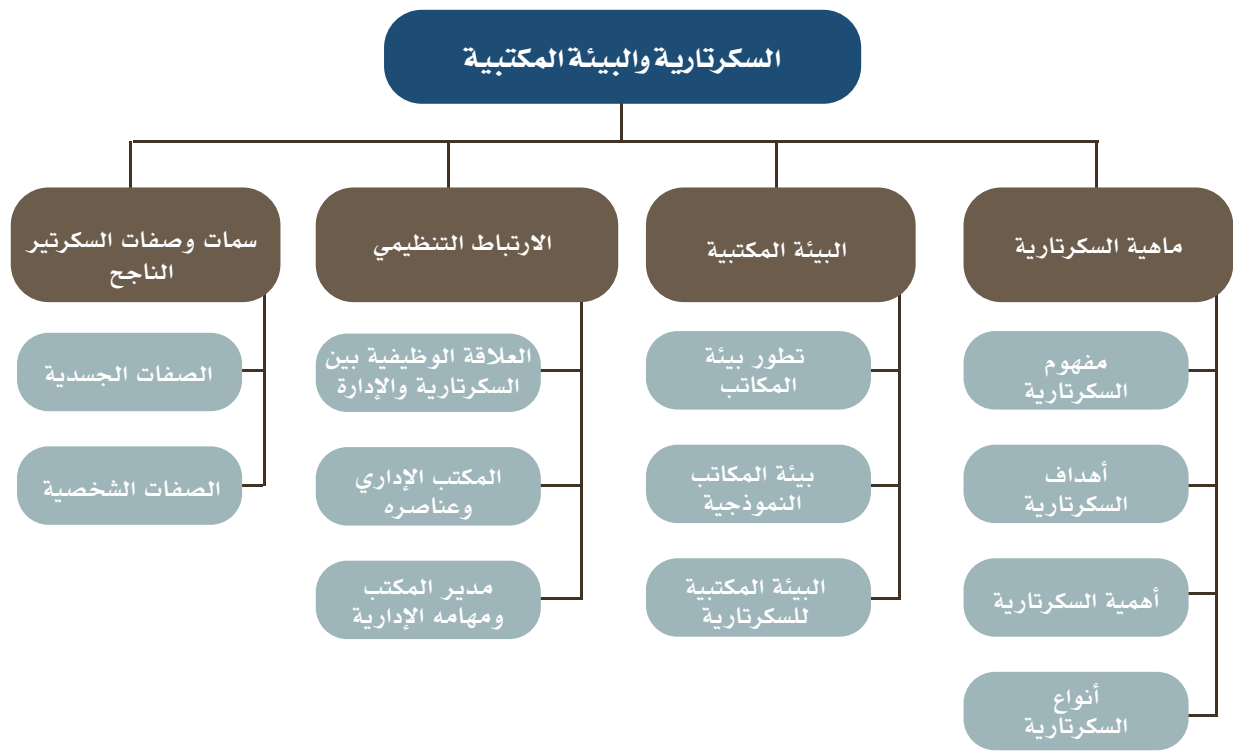 السكرتارية والبيئة المكتبية
ماهية السكرتارية
مفهوم
السكرتارية
أهداف
السكرتارية
أهمية السكرتارية
أنواع
السكرتارية
البيئة المكتبية
تطور بيئة
المكاتب
بيئة المكاتب
النموذجية
البيئة المكتبية
للسكرتارية
الارتباط التنظيمي
العلاقة الوظيفية بين
السكرتارية والإدارة
المكتب الإداري
وعناصره
مدير المكتب
ومهامه الإدارية
سمات وصفات السكرتير
الناجح
الصفات الجسدية
الصفات الشخصية